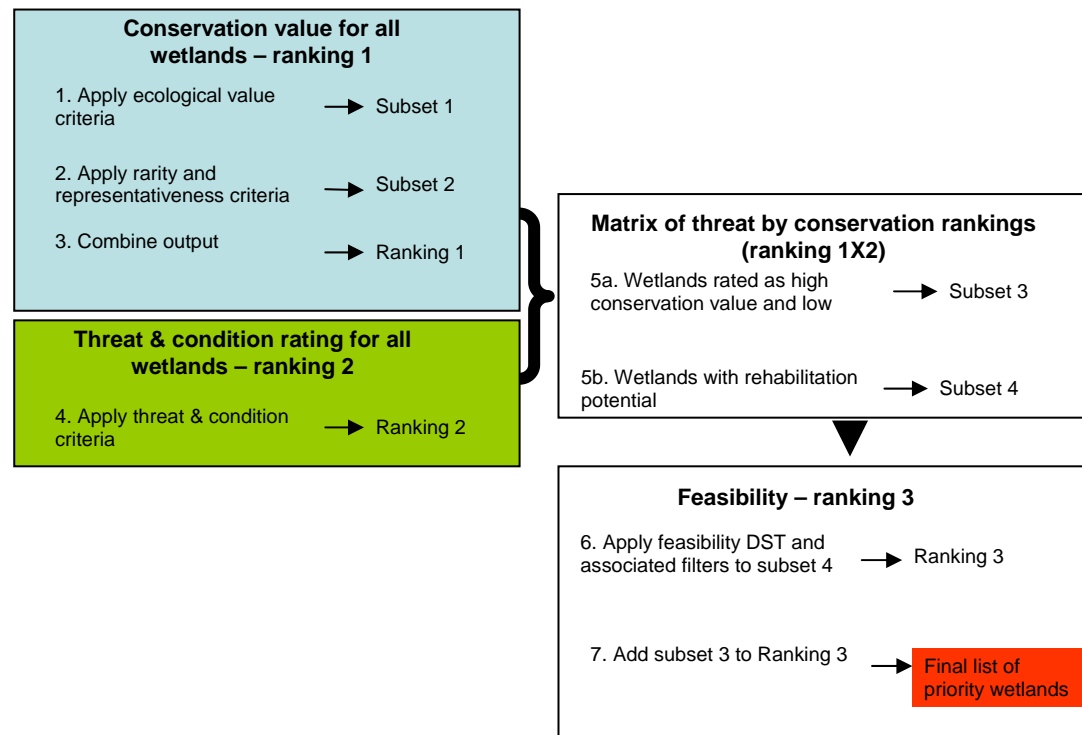 Conservation value for all
wetlands – ranking 1
1. Apply ecological value
criteria
Subset 1
2. Apply rarity and
representativeness criteria
Subset 2
3. Combine output
Ranking 1
Threat & condition rating for all
wetlands – ranking 2
4. Apply threat & condition
criteria
Ranking 2
Matrix of threat by conservation rankings
(ranking 1X2)
5a. Wetlands rated as high
conservation value and low
Subset 3
5b. Wetlands with rehabilitation
potential
Subset 4
Feasibility – ranking 3
6. Apply feasibility DST and
associated filters to subset 4
Ranking 3
7. Add subset 3 to Ranking 3
Final list of
priority wetlands